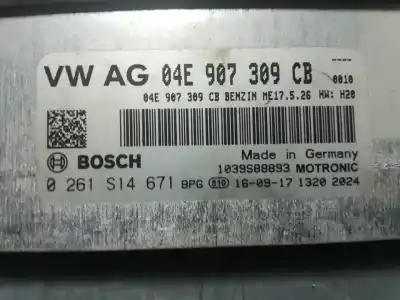 VW AG 04E 907 309 CB ----
0010
04E 907 309 CB BENZIN ME17.5.26 HW: H20
BOSCH
Made in Germany
1039S88893 MOTRONIC
0 261 S14 671 BPG 810 16-09-17 1320 2024